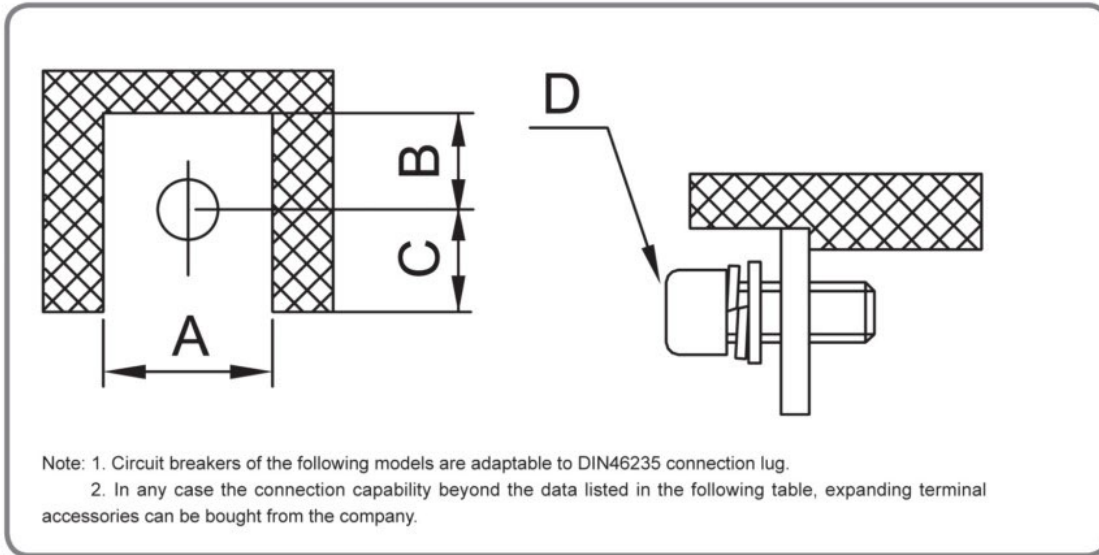 D
B
C
A
Note: 1. Circuit breakers of the following models are adaptable to DIN46235 connection lug.
2. In any case the connection capability beyond the data listed in the following table, expanding terminal
accessories can be bought from the company.